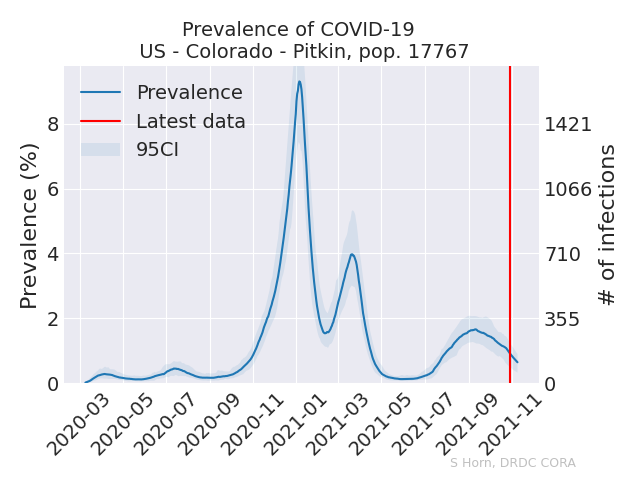 Prevalence of COVID-19
US - Colorado - Pitkin, pop. 17767
Prevalence
Latest data
95CI
Prevalence (%)
8
6
4
2
0
1421
1066
710
355
0
# of infections
2020-03
2020-05
2020-07
2020-09
2020-11
2021-01
2021-03
2021-05
2021-07
2021-09
2021-11
S Horn, DRDC CORA